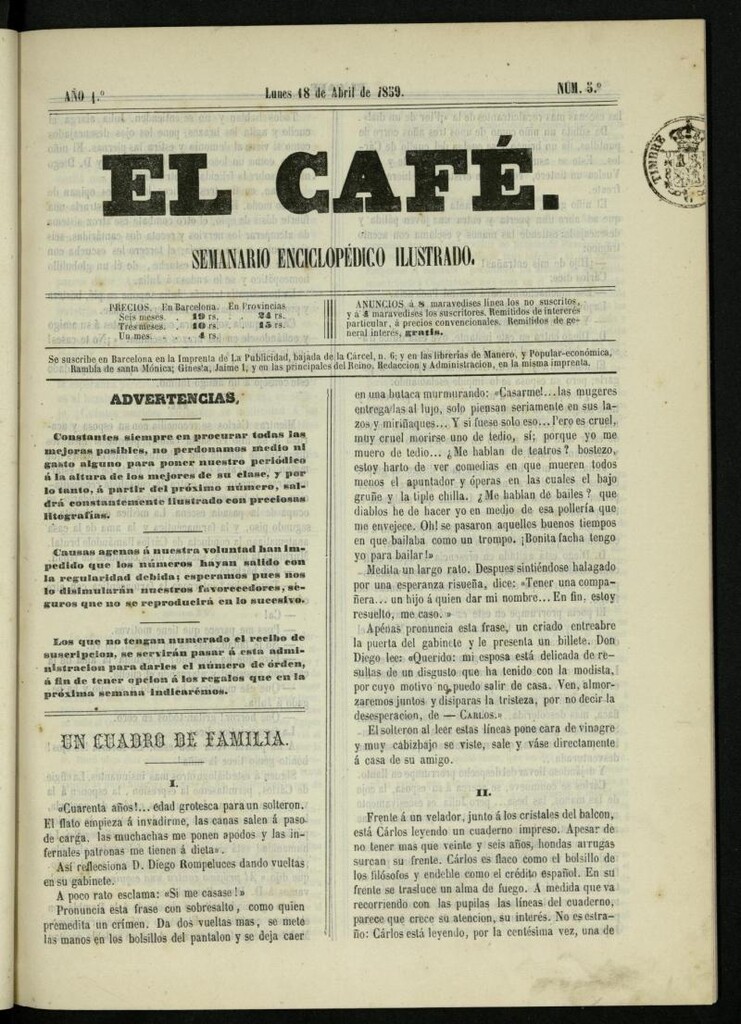 AÑO 1.º
Lunes 18 de Abril de 1859.
NÚM. 5.º
TIMBRE
EL CAFÉ.
SEMANARIO ENCICLOPÉDICO ILUSTRADO.
PRECIOS. En Barcelona. En Provincias
Seis meses. . 19 rs. 24 rs.
Tres meses. . 10 rs. 15 rs.
Un mes. . . 4 rs.
ANUNCIOS á 8 maravedises línea los no suscritos,
y á 4 maravedises los suscritores. Remitidos de intererés
particular, á precios convencionales. Remitidos de ge-
neral interés, gratis.
Se suscribe en Barcelona en la Imprenta de La Publicidad, bajada de la Cárcel, n. 6; y en las librerias de Manero, y Popular-económica,
Rambla de santa Mónica; Ginesta, Jaime I, y en las principales del Reino. Redaccion y Administracion, en la misma imprenta.
ADVERTENCIAS.
Constantes siempre en procurar todas las
mejoras posibles, no perdonamos medio ni
gasto alguno para poner nuestro periódico
á la altura de los mejores de su clase, y por
lo tanto, á partir del próximo número, sal-
drá constantemente ilustrado con preciosas
litografías.
Causas agenas á nuestra voluntad han im-
pedido que los números hayan salido con
la regularidad debida; esperamos pues nos
lo disimularán nuestros favorecedores, se-
guros que no se reproducirá en lo sucesivo.
Los que no tengan numerado el recibo de
suscripcion, se servirán pasar á esta admi-
nistracion para darles el número de órden,
á fin de tener opcion á los regalos que en la
próxima semana indicarémos.
UN CUADRO DE FAMILIA.
I.
«Cuarenta años!... edad grotesca para un solteron.
El flato empieza á invadirme, las canas salen á paso
de carga, las muchachas me ponen apodos y las in-
fernales patronas me tienen á dieta».
Así reflecsiona D. Diego Rompeluces dando vueltas
en su gabinete.
A poco rato esclama: «Si me casase!»
Pronuncia esta frase con sobresalto, como quien
premedita un crímen. Da dos vueltas mas, se mete
las manos en los bolsillos del pantalon y se deja caer
en una butaca murmurando: «Casarme!...las mugeres
entregadas al lujo, solo piensan seriamente en sus la-
zos y miriñaques... Y si fuese solo eso... Pero es cruel,
muy cruel morirse uno de tedio, sí; porque yo me
muero de tedio... ¿Me hablan de teatros? bostezo,
estoy harto de ver comedias en que mueren todos
menos el apuntador y óperas en las cuales el bajo
gruñe y la tiple chilla. ¿Me hablan de bailes? que
diablos he de hacer yo en medio de esa pollería que
me envejece. Oh! se pasaron aquellos buenos tiempos
en que bailaba como un trompo. ¡Bonita facha tengo
yo para bailar!»
Medita un largo rato. Despues sintiéndose halagado
por una esperanza risueña, dice: «Tener una compa-
ñera... un hijo á quien dar mi nombre... En fin, estoy
resuelto, me caso. »
Apénas pronuncia esta frase, un criado entreabre
la puerta del gabinete y le presenta un billete. Don
Diego lee: «Querido: mi esposa está delicada de re-
sultas de un disgusto que ha tenido con la modista,
por cuyo motivo no puedo salir de casa. Ven, almor-
zaremos juntos y disiparas la tristeza, por no decir la
desesperacion, de — CARLOS.»
El solteron al leer estas líneas pone cara de vinagre
y muy cabizbajo se viste, sale y váse directamente
á casa de su amigo.
II.
Frente á un velador, junto á los cristales del balcon,
está Cárlos leyendo un cuaderno impreso. Apesar de
no tener mas que veinte y seis años, hondas arrugas
surcan su frente. Cárlos es flaco como el bolsillo de
los filósofos y endeble como el crédito español. En su
frente se trasluce un alma de fuego. A medida que va
recorriendo con las pupilas las líneas del cuaderno,
parece que crece su atencion, su interés. No es estra-
ño: Cárlos está leyendo, por la centésima vez, una de